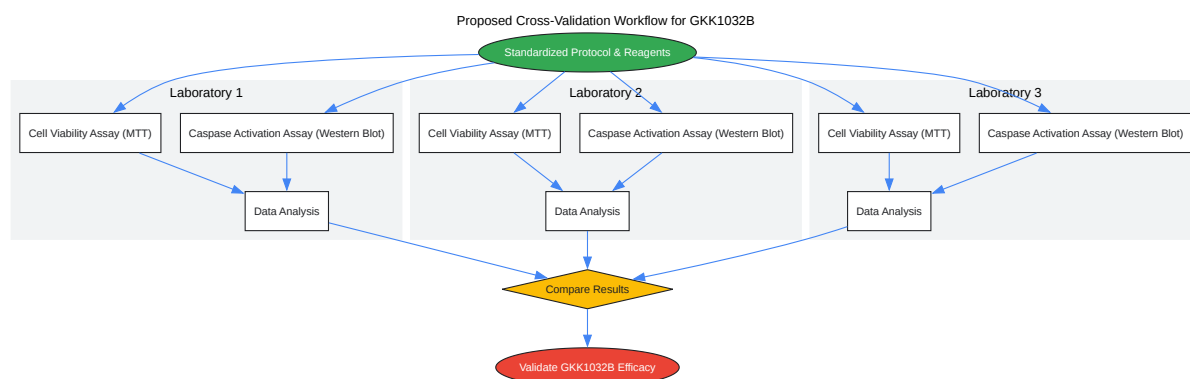 Proposed Cross-Validation Workflow for GKK1032B
Standardized Protocol & Reagents
Laboratory 1
Laboratory 2
Laboratory 3
Cell Viability Assay (MTT)
Caspase Activation Assay (Western Blot)
Cell Viability Assay (MTT)
Caspase Activation Assay (Western Blot)
Cell Viability Assay (MTT)
Caspase Activation Assay (Western Blot)
Data Analysis
Data Analysis
Data Analysis
Compare Results
Validate GKK1032B Efficacy